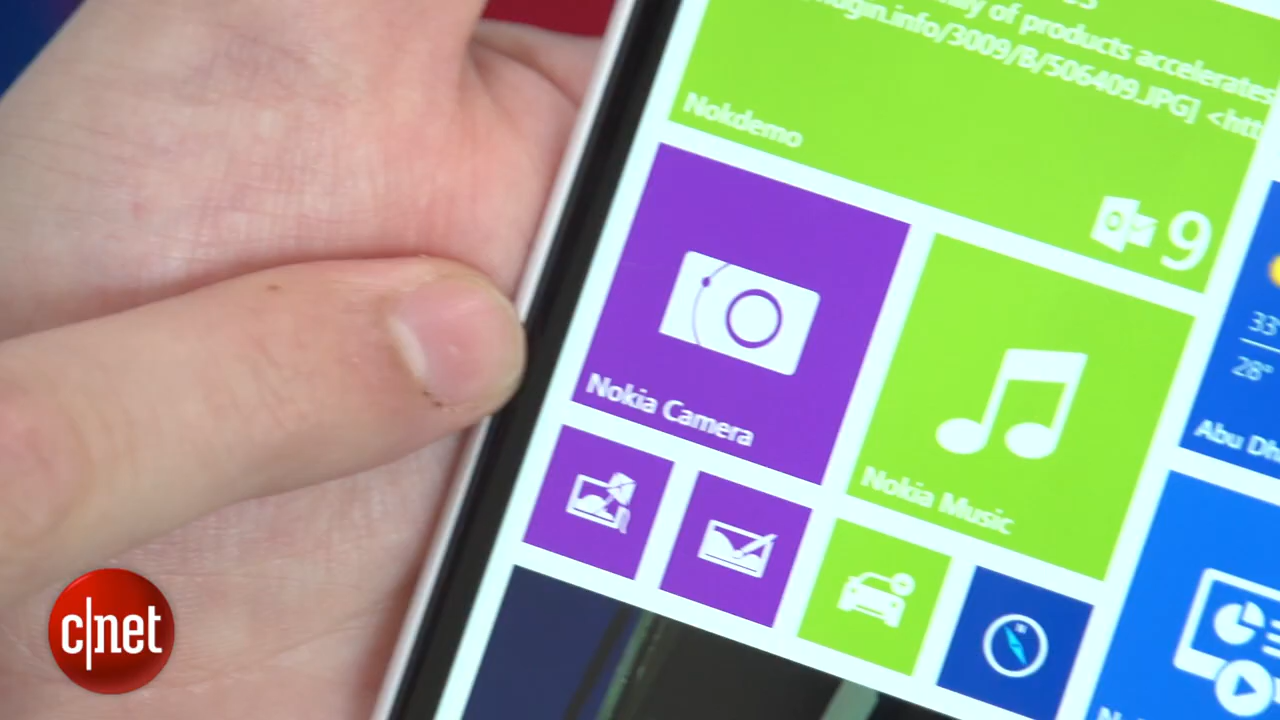 of products accelerates
.info/3009/B/506409.JPG] <htt
Nokdemo
9
Nokia Camera
Nokia Music
33°
28°
Abu Dh
c|net